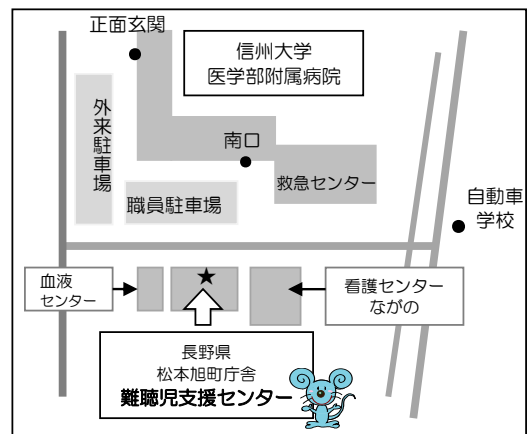 正面玄関
信州大学
医学部附属病院
外来駐車場
南口
救急センター
職員駐車場
自動車
学校
血液
センター
★
看護センター
ながの
長野県
松本旭町庁舎
難聴児支援センター